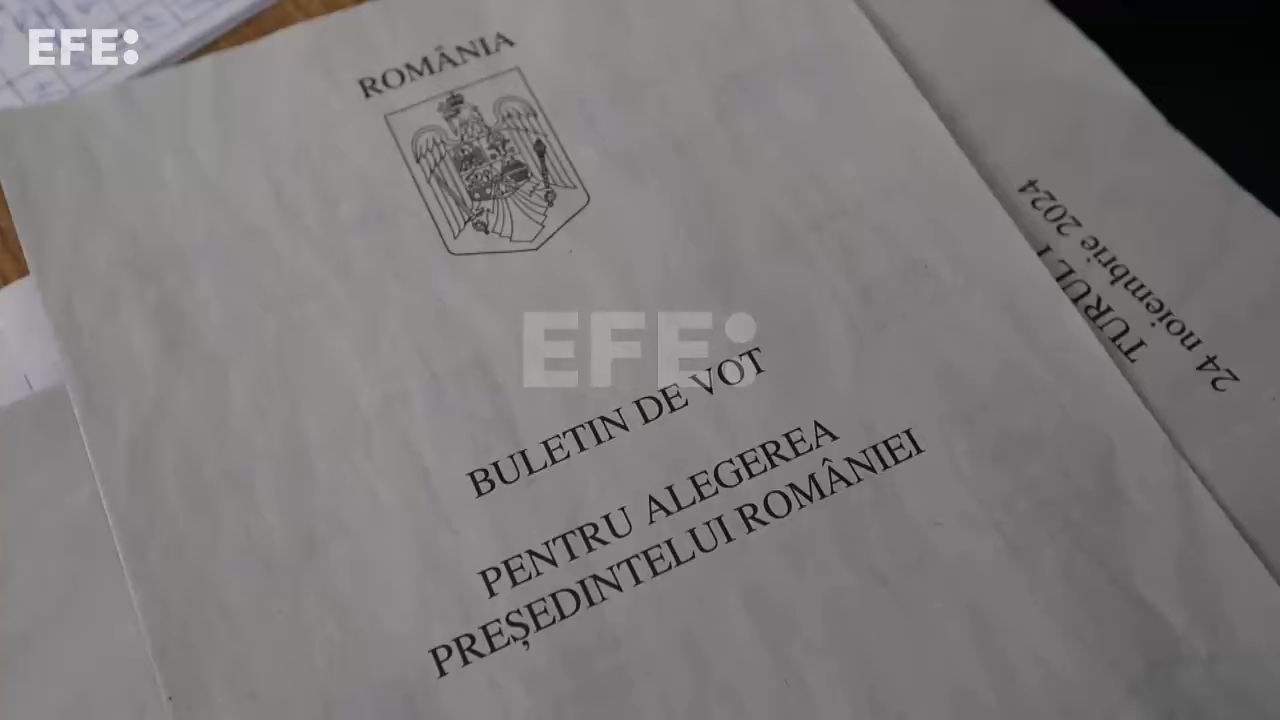 EFE:
ROMÂNIA
EFE:
BULETIN DE VOT
PENTRU ALEGEREA
PREȘEDINTELUI ROMÂNIEI
TURUL I
24 noiembrie 2024